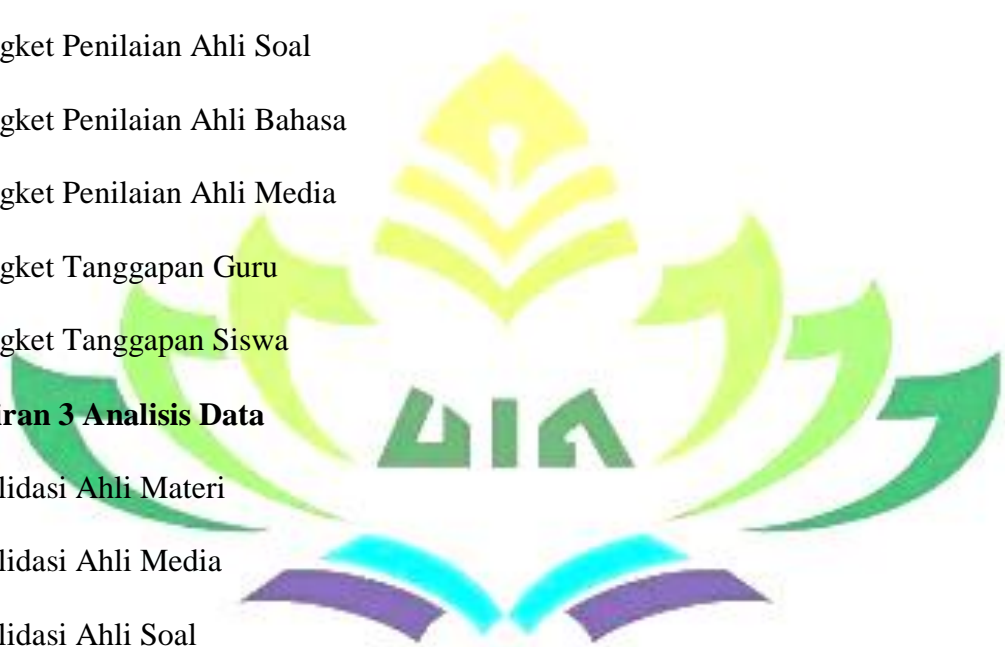 gket Penilaian Ahli Soal
gket Penilaian Ahli Bahasa
gket Penilaian Ahli Media
gket Tanggapan Guru
gket Tanggapan Siswa
iran 3 Analisis Data
UIN
lidasi Ahli Materi
lidasi Ahli Media
lidasi Ahli Soal